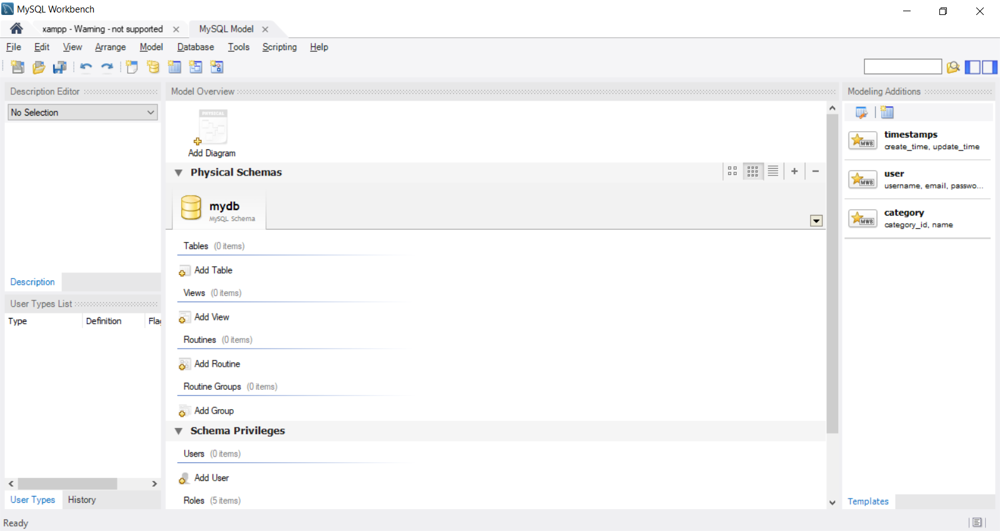 MySQL Workbench
xampp - Warning - not supported
MySQL Model
File Edit View Arrange Model Database Tools Scripting Help
Description Editor
No Selection
Description
User Types List
Type Definition Fla
User Types History
Model Overview
PHYSICAL
Add Diagram
Physical Schemas
mydb
MySQL Schema
Tables (0 items)
Add Table
Views (0 items)
Add View
Routines (0 items)
Add Routine
Routine Groups (0 items)
Add Group
Schema Privileges
Users (0 items)
Add User
Roles (5 items)
Modeling Additions
MWB
timestamps
create_time, update_time
MWB
user
username, email, passwo...
MWB
category
category_id, name
Templates
Ready